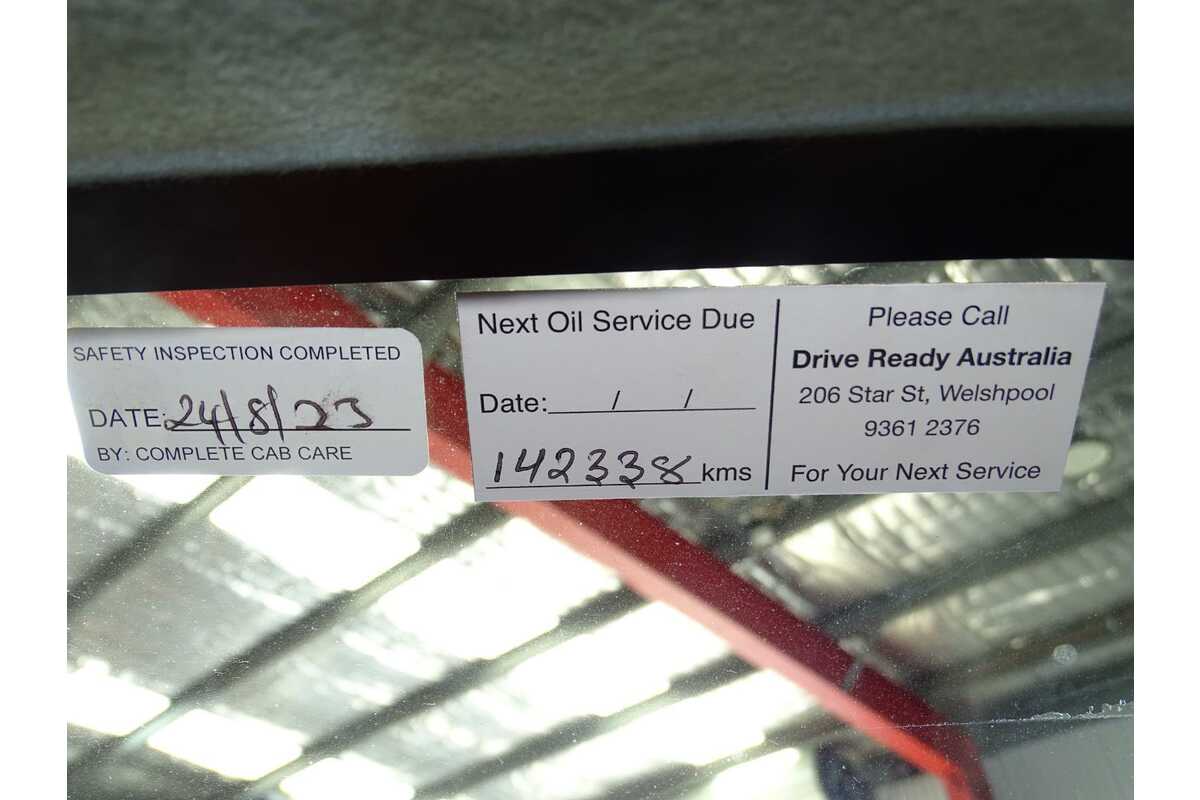 SAFETY INSPECTION COMPLETED
DATE: 24/8/23
BY: COMPLETE CAB CARE
Next Oil Service Due
Date: / /
142338 kms
Please Call
Drive Ready Australia
206 Star St, Welshpool
9361 2376
For Your Next Service